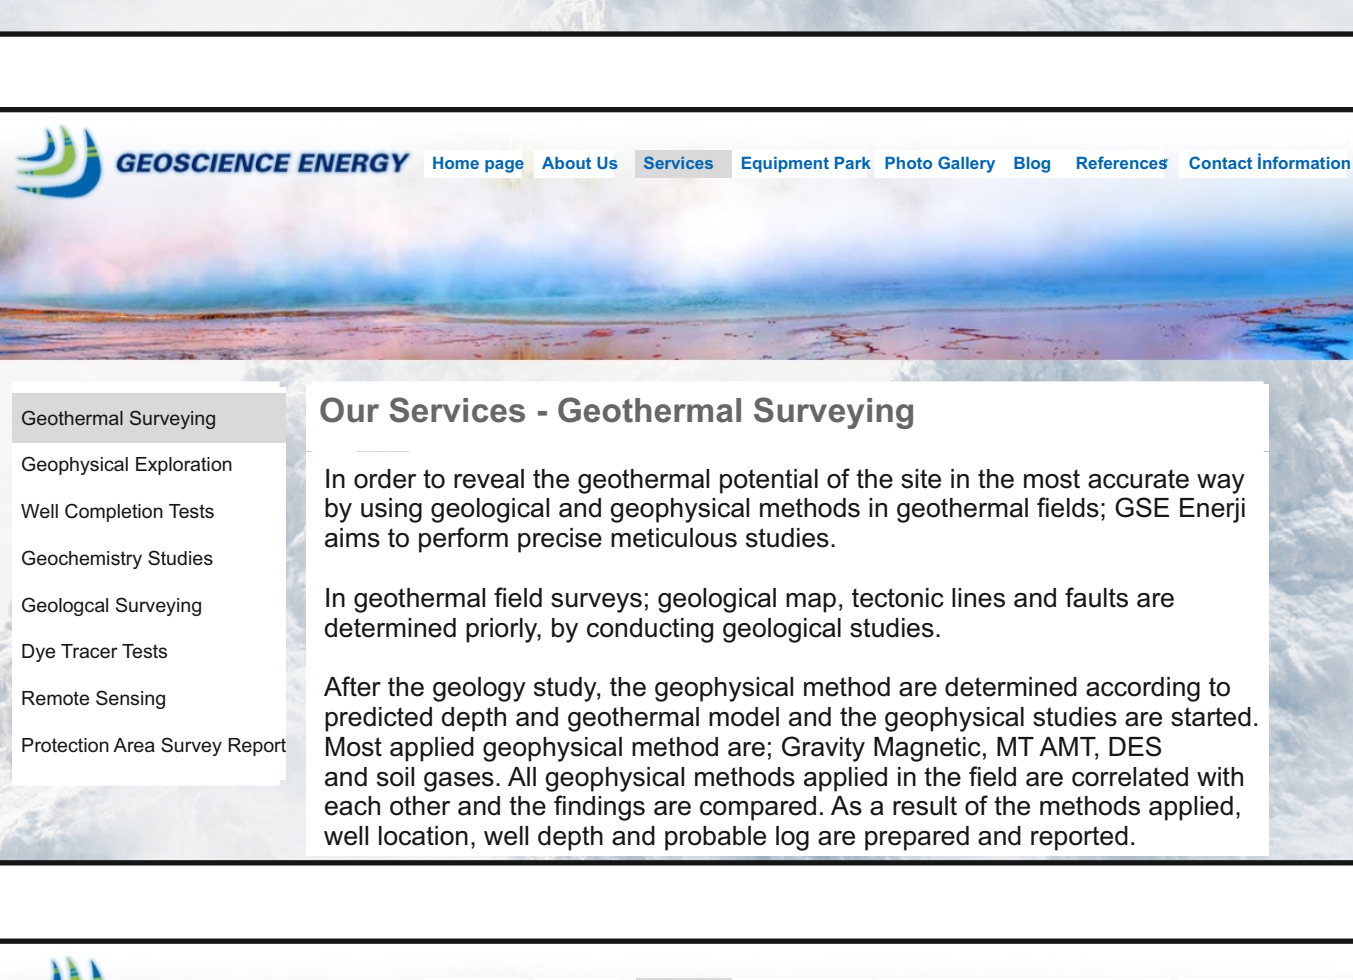 GEOSCIENCE ENERGY
Home page About Us Services Equipment Park Photo Gallery Blog References Contact İnformation
Geothermal Surveying
Geophysical Exploration
Well Completion Tests
Geochemistry Studies
Geologcal Surveying
Dye Tracer Tests
Remote Sensing
Protection Area Survey Report
Our Services - Geothermal Surveying
In order to reveal the geothermal potential of the site in the most accurate way
by using geological and geophysical methods in geothermal fields; GSE Enerji
aims to perform precise meticulous studies.
In geothermal field surveys; geological map, tectonic lines and faults are
determined priorly, by conducting geological studies.
After the geology study, the geophysical method are determined according to
predicted depth and geothermal model and the geophysical studies are started.
Most applied geophysical method are; Gravity Magnetic, MT AMT, DES
and soil gases. All geophysical methods applied in the field are correlated with
each other and the findings are compared. As a result of the methods applied,
well location, well depth and probable log are prepared and reported.